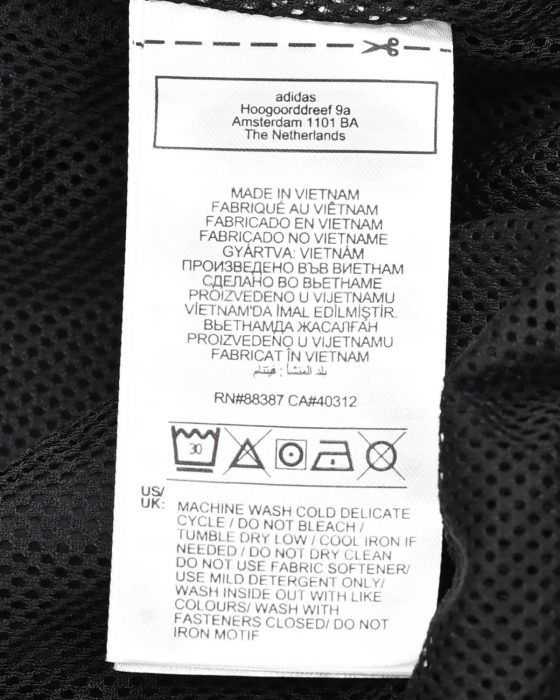 adidas
Hoogoorddreef 9a
Amsterdam 1101 BA
The Netherlands
MADE IN VIETNAM
FABRIQUÉ AU VIÊTNAM
FABRICADO EN VIETNAM
FABRICADO NO VIETNAME
GYÁRTVA: VIETNÁM
ПРОИЗВЕДЕНО ВЪВ ВИЕТНАМ
СДЕЛАНО ВО ВЬЕТНАМЕ
PROIZVEDENO U VIJETNAMU
VİETNAM'DA İMAL EDİLMİŞTİR.
ВЬЕТНАМДА ЖАСАЛҒАН
PROIZVEDENO U VIJETNAMU
FABRICAT ÎN VIETNAM
بلد المنشأ : فيتنام
RN#88387 CA#40312
30
US/
UK:
MACHINE WASH COLD DELICATE
CYCLE / DO NOT BLEACH /
TUMBLE DRY LOW / COOL IRON IF
NEEDED / DO NOT DRY CLEAN
DO NOT USE FABRIC SOFTENER/
USE MILD DETERGENT ONLY/
WASH INSIDE OUT WITH LIKE
COLOURS/ WASH WITH
FASTENERS CLOSED/ DO NOT
IRON MOTIF